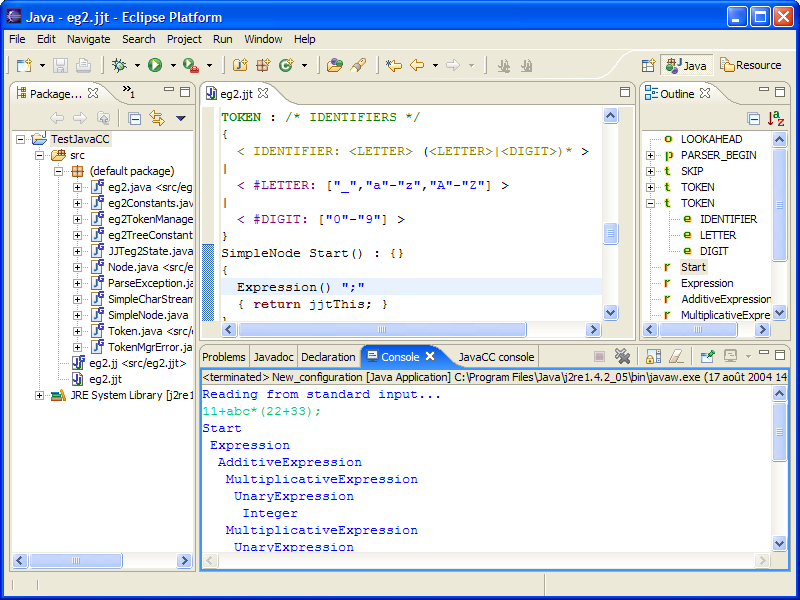 Java - eg2.jjt - Eclipse Platform
File Edit Navigate Search Project Run Window Help
Java Resource
Package... »1
TestJavaCC
src
(default package)
eg2.java <src/eg
eg2Constants.java
eg2TokenManage
eg2TreeConstant
JJTeg2State.java
Node.java <src/e
ParseException.ja
SimpleCharStream
SimpleNode.java
Token.java <src/
TokenMgrError.ja
eg2.jj <src/eg2.jjt>
eg2.jjt
JRE System Library [j2re1
eg2.jjt
TOKEN : /* IDENTIFIERS */
{
< IDENTIFIER: <LETTER> (<LETTER>|<DIGIT>)* >
|
< #LETTER: ["_","a"-"z","A"-"Z"] >
|
< #DIGIT: ["0"-"9"] >
}
SimpleNode Start() : {}
{
Expression() ";"
{ return jjtThis; }
}
Outline
LOOKAHEAD
PARSER_BEGIN
SKIP
TOKEN
TOKEN
IDENTIFIER
LETTER
DIGIT
Start
Expression
AdditiveExpression
MultiplicativeExpre
Problems Javadoc Declaration Console JavaCC console
<terminated> New_configuration [Java Application] C:\Program Files\Java\j2re1.4.2_05\bin\javaw.exe (17 août 2004 14
Reading from standard input...
11+abc*(22+33);
Start
Expression
AdditiveExpression
MultiplicativeExpression
UnaryExpression
Integer
MultiplicativeExpression
UnaryExpression